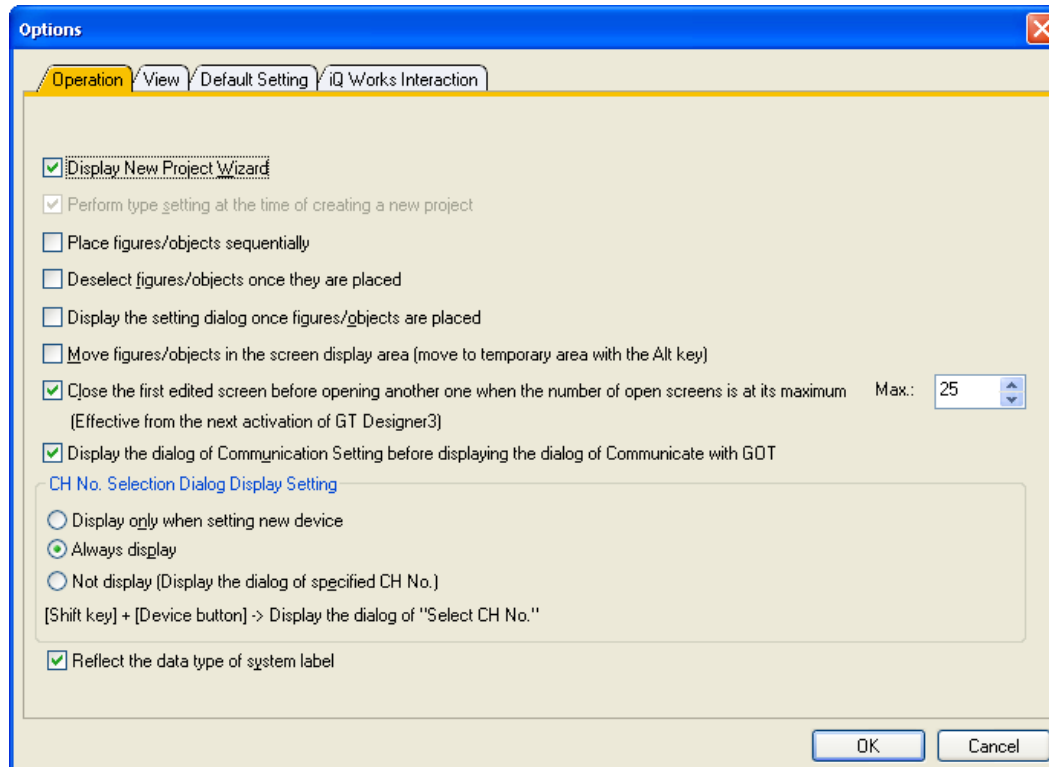 Options
Operation View Default Setting iQ Works Interaction
Display New Project Wizard
Perform type setting at the time of creating a new project
Place figures/objects sequentially
Deselect figures/objects once they are placed
Display the setting dialog once figures/objects are placed
Move figures/objects in the screen display area (move to temporary area with the Alt key)
Close the first edited screen before opening another one when the number of open screens is at its maximum Max.: 25
(Effective from the next activation of GT Designer3)
Display the dialog of Communication Setting before displaying the dialog of Communicate with GOT
CH No. Selection Dialog Display Setting
Display only when setting new device
Always display
Not display (Display the dialog of specified CH No.)
[Shift key] + [Device button] -> Display the dialog of "Select CH No."
Reflect the data type of system label
OK Cancel